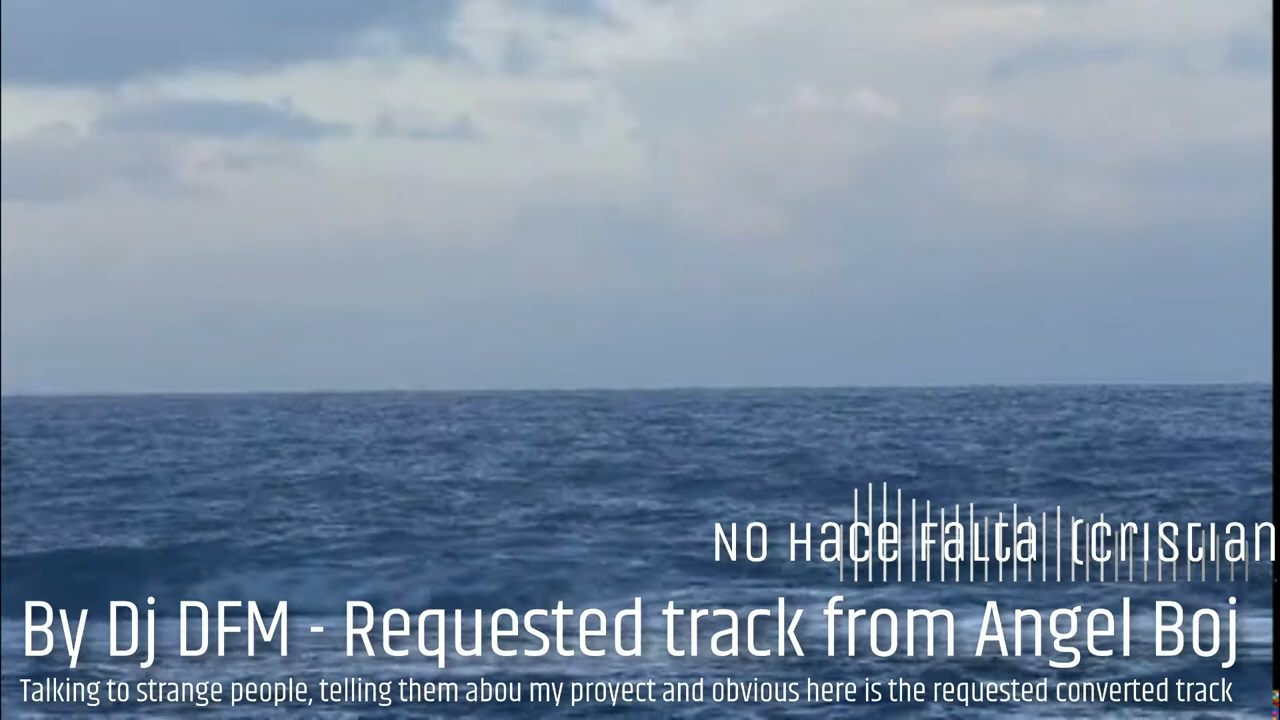 No Hace Falta (Cristian
By Dj DFM - Requested track from Angel Boj
Talking to strange people, telling them abou my proyect and obvious here is the requested converted track